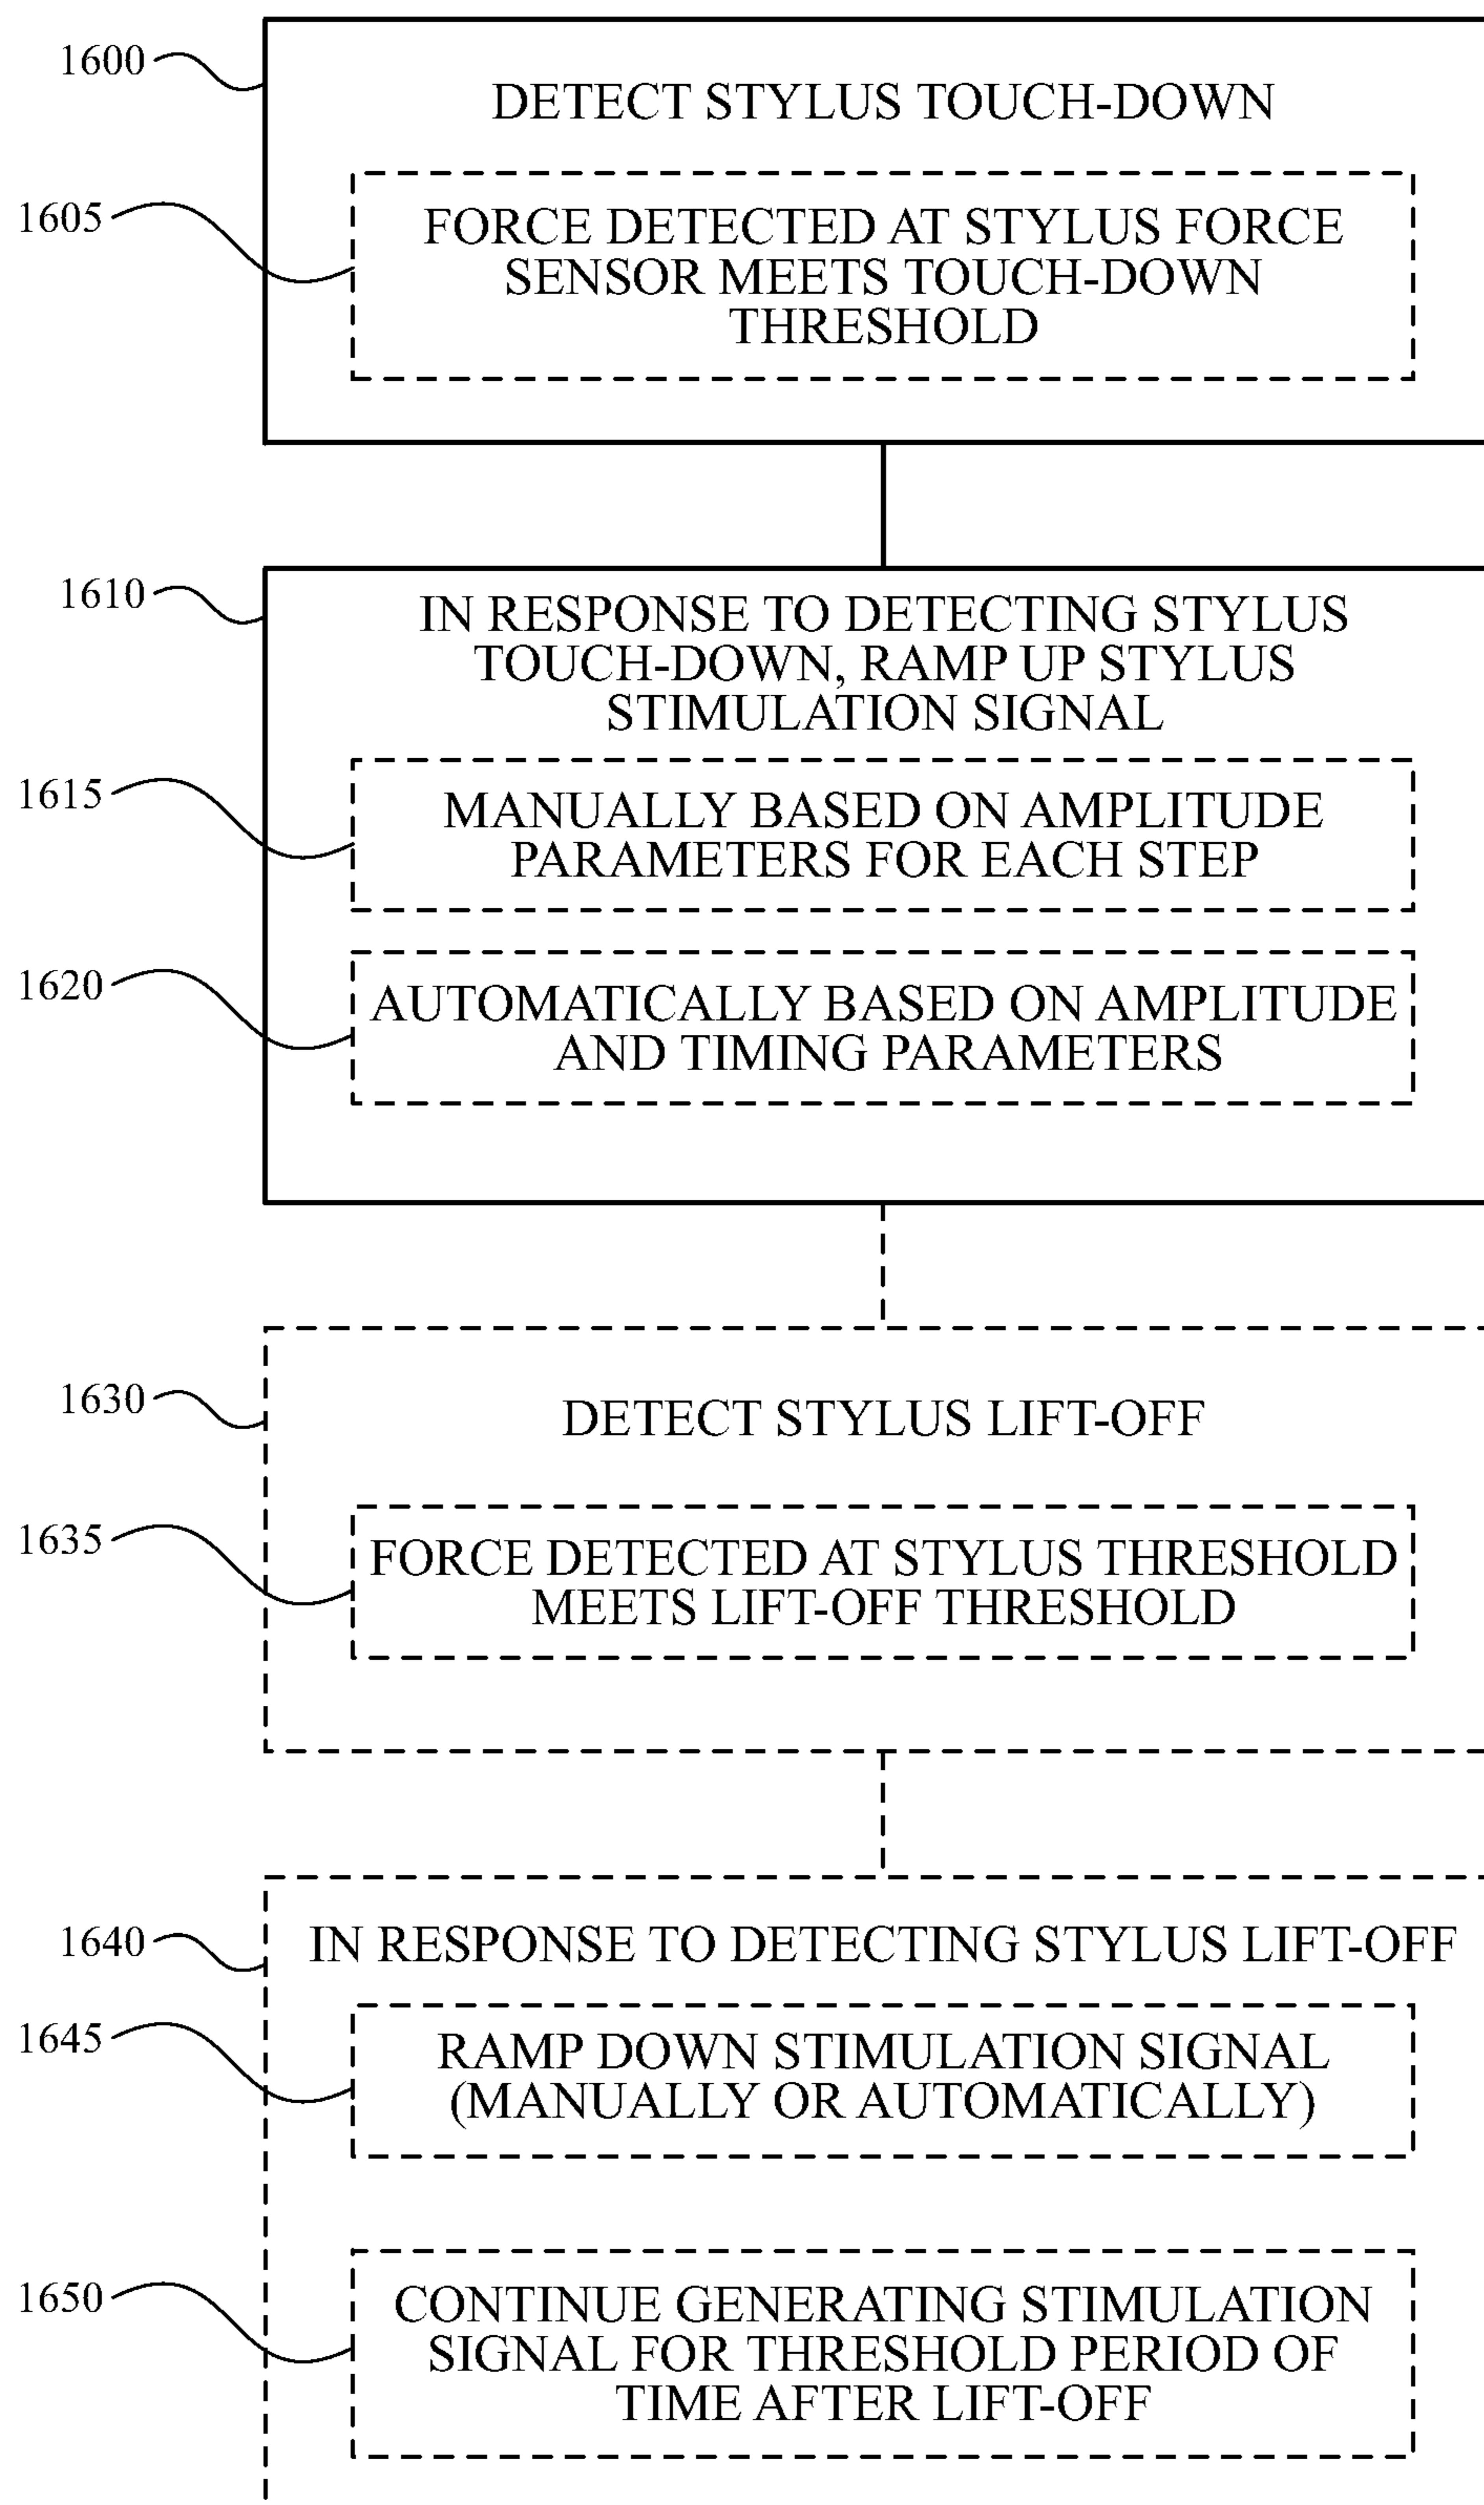 1600
DETECT STYLUS TOUCH-DOWN
1605
FORCE DETECTED AT STYLUS FORCE
SENSOR MEETS TOUCH-DOWN
THRESHOLD
1610
IN RESPONSE TO DETECTING STYLUS
TOUCH-DOWN, RAMP UP STYLUS
STIMULATION SIGNAL
1615
MANUALLY BASED ON AMPLITUDE
PARAMETERS FOR EACH STEP
1620
AUTOMATICALLY BASED ON AMPLITUDE
AND TIMING PARAMETERS
1630
DETECT STYLUS LIFT-OFF
1635
FORCE DETECTED AT STYLUS THRESHOLD
MEETS LIFT-OFF THRESHOLD
1640
IN RESPONSE TO DETECTING STYLUS LIFT-OFF
1645
RAMP DOWN STIMULATION SIGNAL
(MANUALLY OR AUTOMATICALLY)
1650
CONTINUE GENERATING STIMULATION
SIGNAL FOR THRESHOLD PERIOD OF
TIME AFTER LIFT-OFF